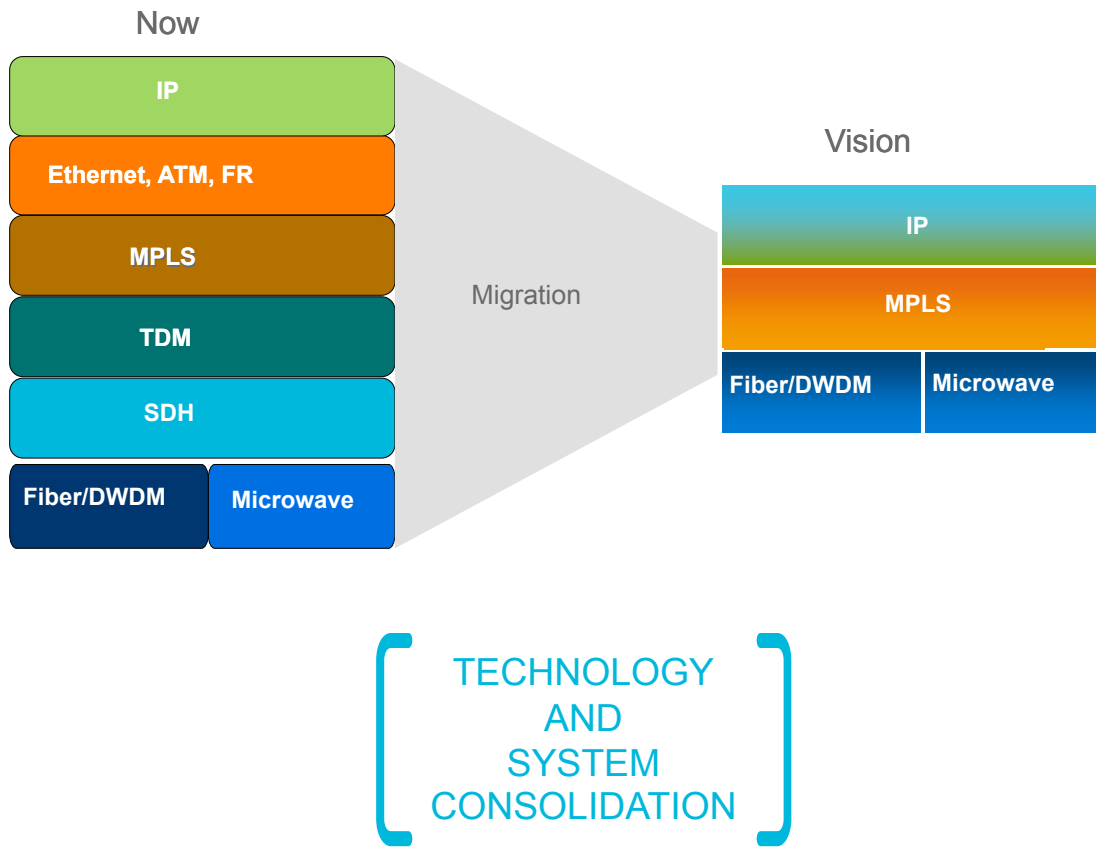 Now
IP
Ethernet, ATM, FR
MPLS
TDM
SDH
Fiber/DWDM
Microwave
Migration
Vision
IP
MPLS
Fiber/DWDM
Microwave
TECHNOLOGY
AND
SYSTEM
CONSOLIDATION